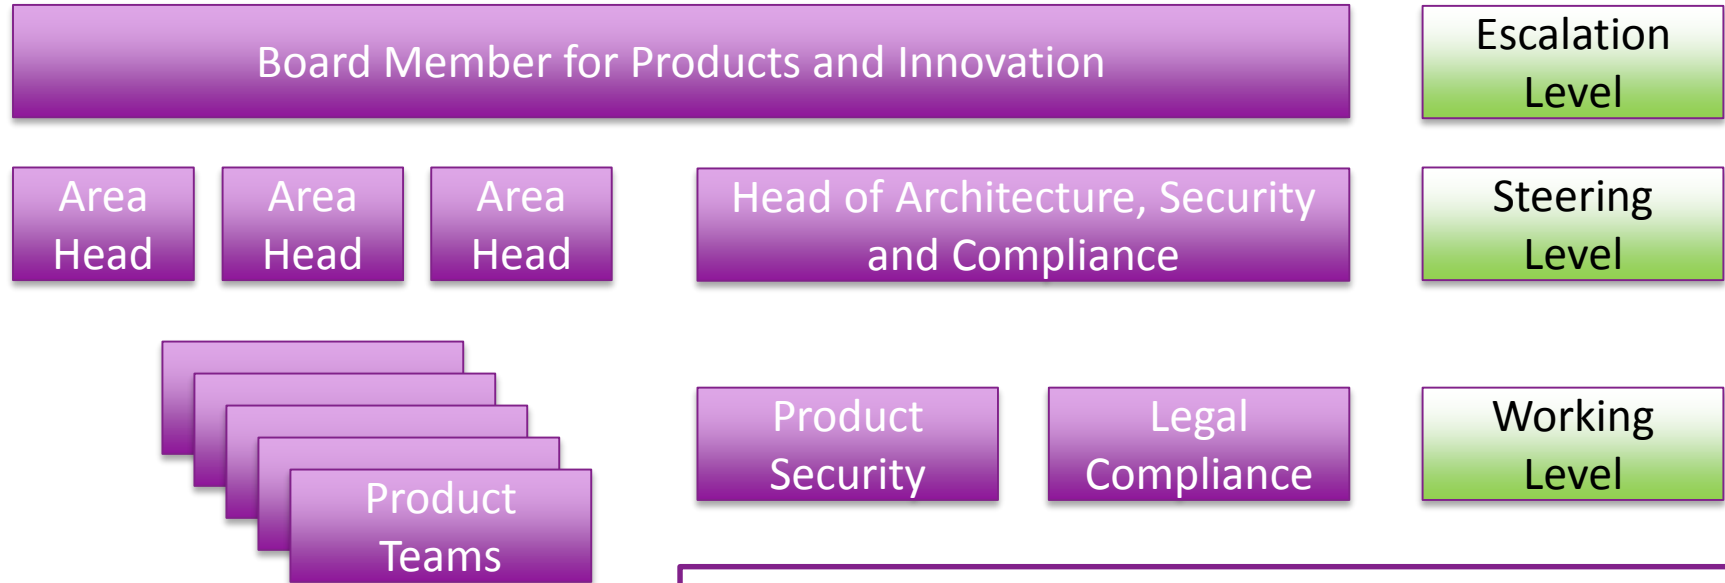 Board Member for Products and Innovation
Escalation
Level
Area
Head
Area
Head
Area
Head
Head of Architecture, Security
and Compliance
Steering
Level
Product
Teams
Product
Security
Legal
Compliance
Working
Level